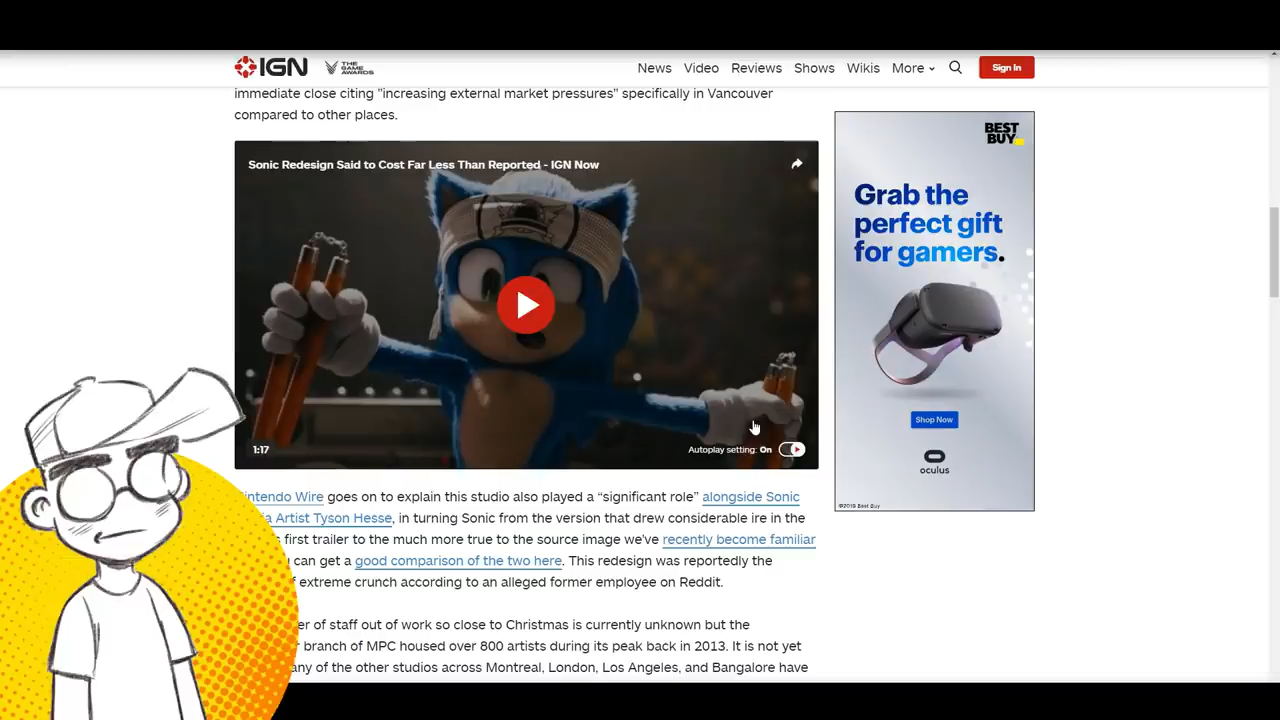 IGN
THE GAME AWARDS
News Video Reviews Shows Wikis More
Sign In
immediate close citing "increasing external market pressures" specifically in Vancouver
compared to other places.
Sonic Redesign Said to Cost Far Less Than Reported - IGN Now
1:17
Autoplay setting: On
BEST
BUY
Grab the
perfect gift
for gamers.
Shop Now
oculus
©2019 Best Buy
intendo Wire goes on to explain this studio also played a “significant role” alongside Sonic
a Artist Tyson Hesse, in turning Sonic from the version that drew considerable ire in the
first trailer to the much more true to the source image we've recently become familiar
can get a good comparison of the two here. This redesign was reportedly the
extreme crunch according to an alleged former employee on Reddit.
er of staff out of work so close to Christmas is currently unknown but the
branch of MPC housed over 800 artists during its peak back in 2013. It is not yet
any of the other studios across Montreal, London, Los Angeles, and Bangalore have